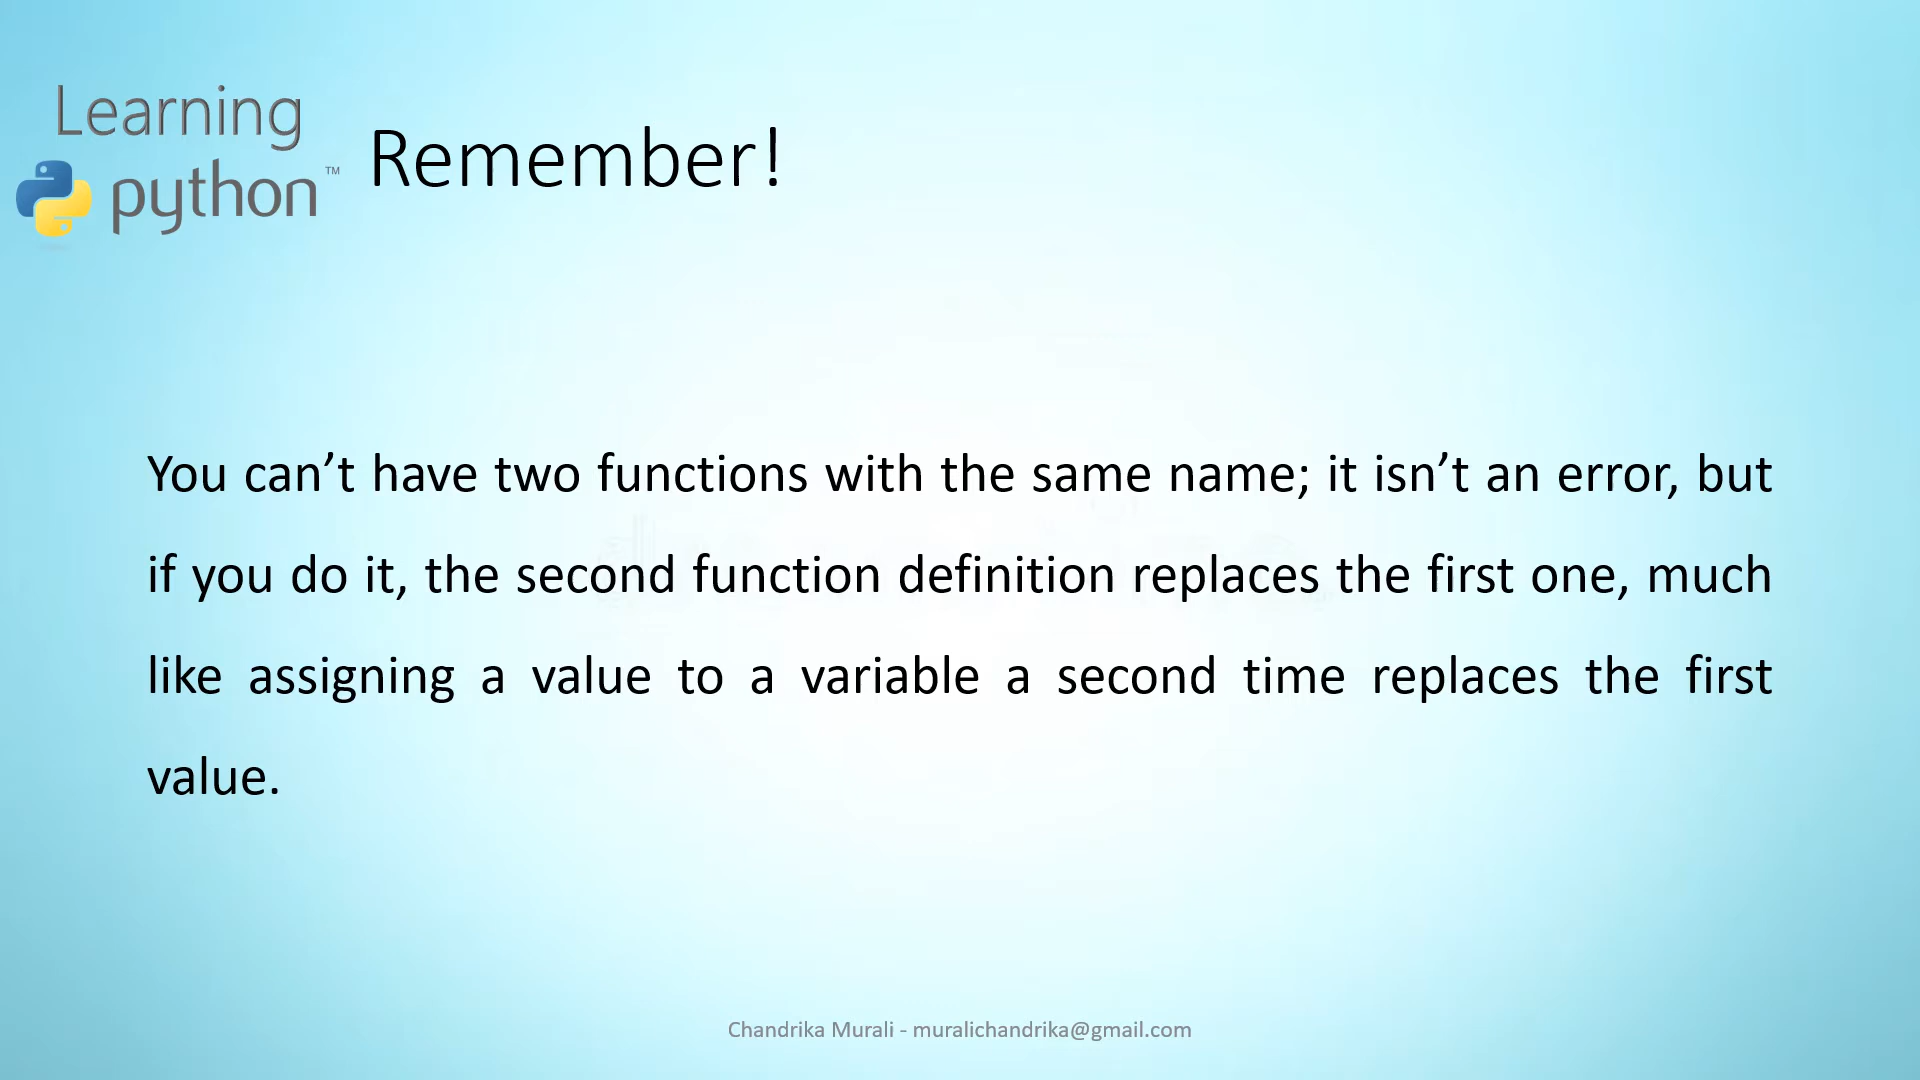 Learning
python™
Remember!
You can’t have two functions with the same name; it isn’t an error, but
if you do it, the second function definition replaces the first one, much
like assigning a value to a variable a second time replaces the first
value.
Chandrika Murali - muralichandrika@gmail.com